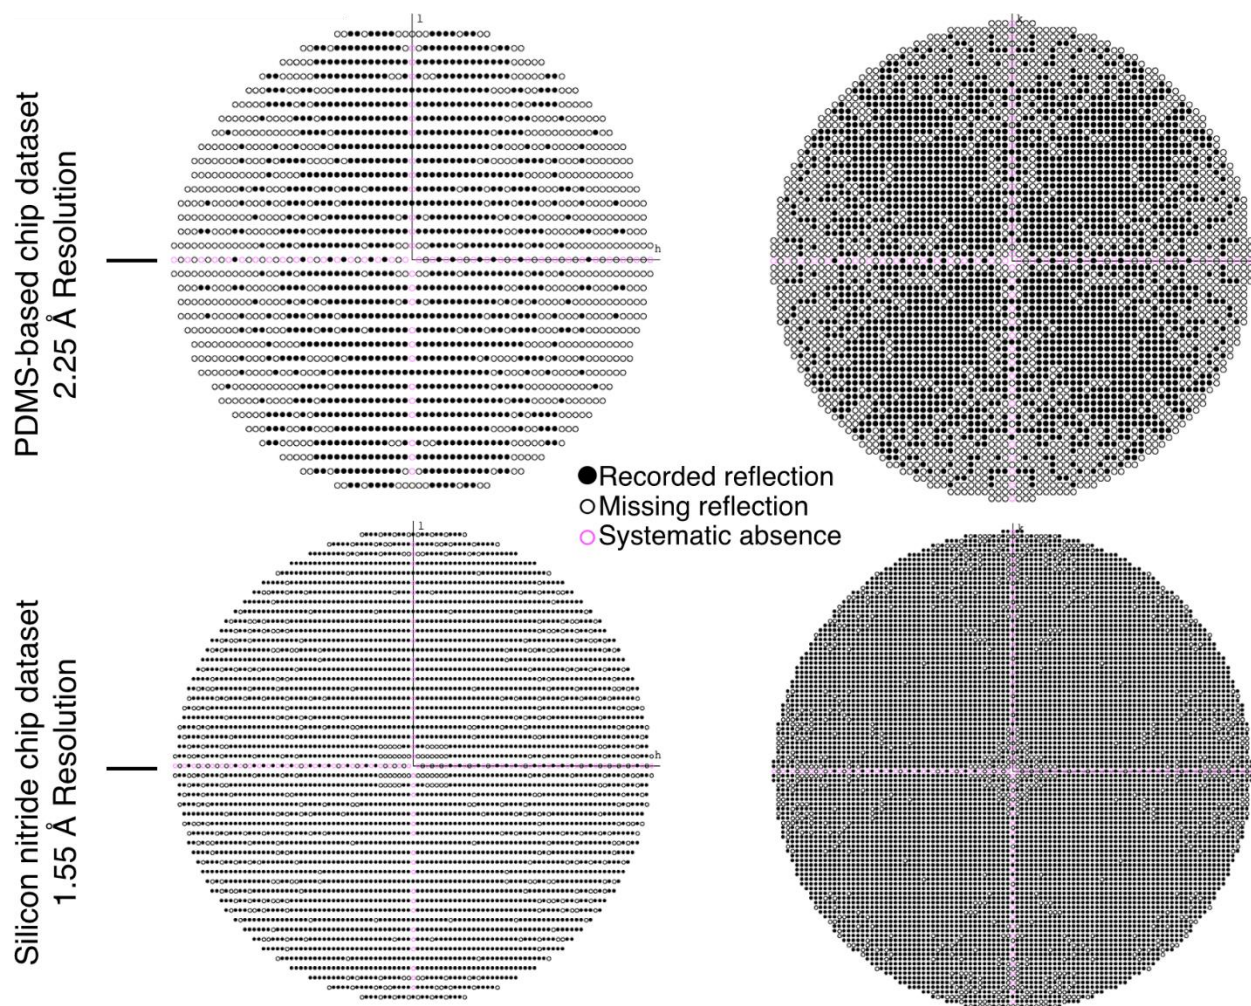 l
k
PDMS-based chip dataset
2.25 Å Resolution
h
Recorded reflection
Missing reflection
Systematic absence
l
k
Silicon nitride chip dataset
1.55 Å Resolution
h